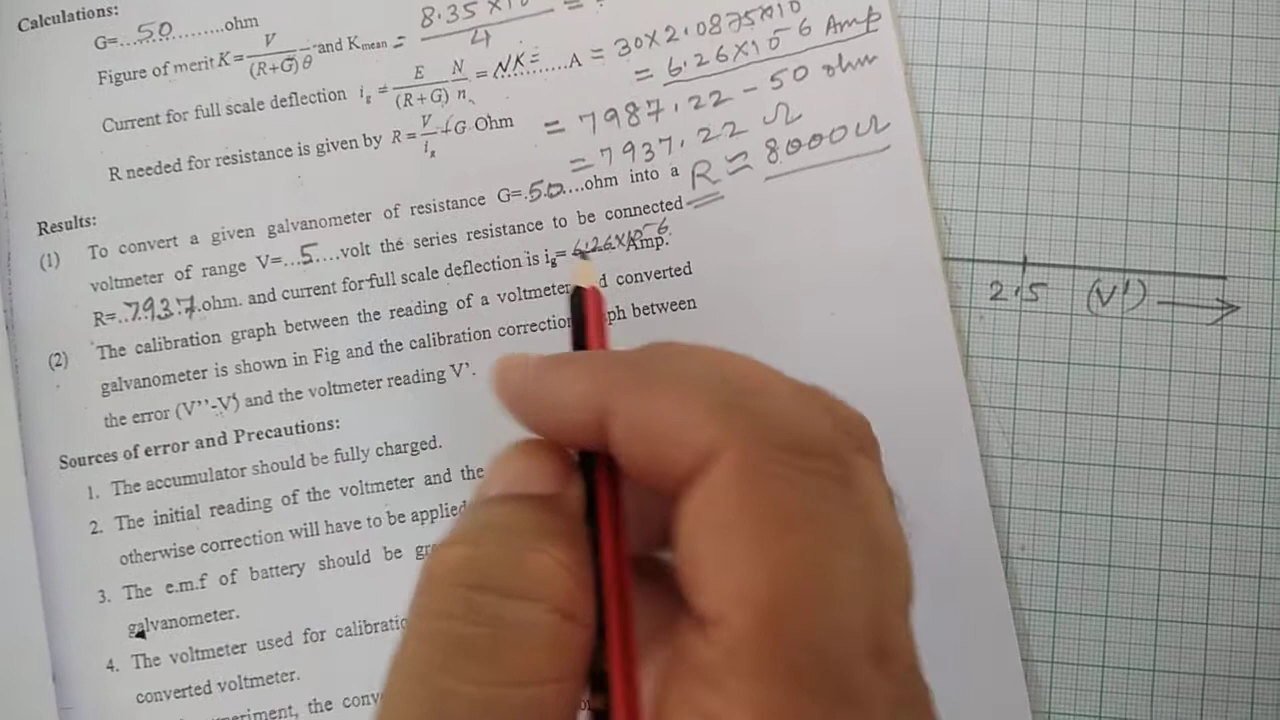 Calculations:
G=....50..................ohm
Figure of merit K = V/(R+G)θ and Kmean = 8.35×10 / 4 =
Current for full scale deflection ig = E/(R+G) N/n = NK = ..........A = 30×2.0875×10
= 6.26×10^-6 Amp
R needed for resistance is given by R = V/ig + G Ohm = 7987.22 - 50 ohm
= 7937.22 Ω
R ≈ 8000Ω
Results:
(1) To convert a given galvanometer of resistance G=.50....ohm into a
voltmeter of range V=...5....volt the series resistance to be connected
R=..7937.ohm. and current for full scale deflection is ig= 6.26×10^-6 Amp.
(2) The calibration graph between the reading of a voltmeter converted
galvanometer is shown in Fig and the calibration correction between
the error (V''-V') and the voltmeter reading V'.
Sources of error and Precautions:
1. The accumulator should be fully charged.
2. The initial reading of the voltmeter and the
otherwise correction will have to be applied
3. The e.m.f of battery should be
galvanometer.
4. The voltmeter used for
converted voltmeter.
the
2.5 (V')